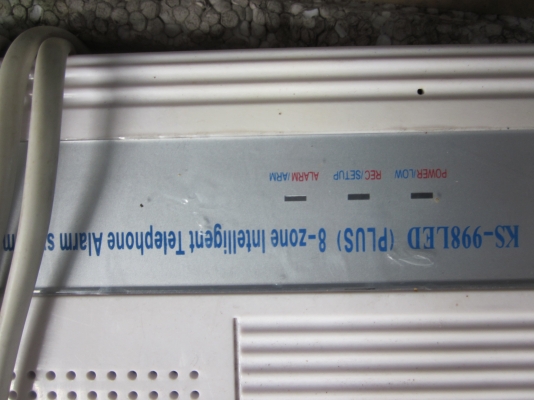 KS-998LED (PLUS) 8-zone Intelligent Telephone Alarm s m
POWER/LOW REC/SETUP ALARM/ARM